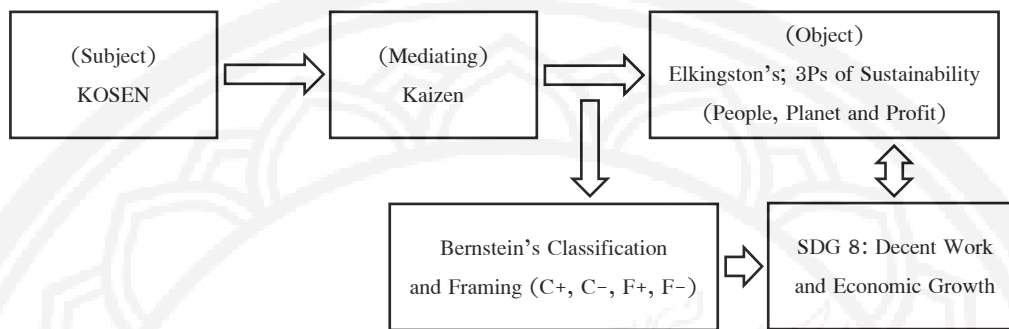 (Subject)
KOSEN
(Mediating)
Kaizen
(Object)
Elkingston's; 3Ps of Sustainability
(People, Planet and Profit)
Bernstein's Classification
and Framing (C+, C-, F+, F-)
SDG 8: Decent Work
and Economic Growth